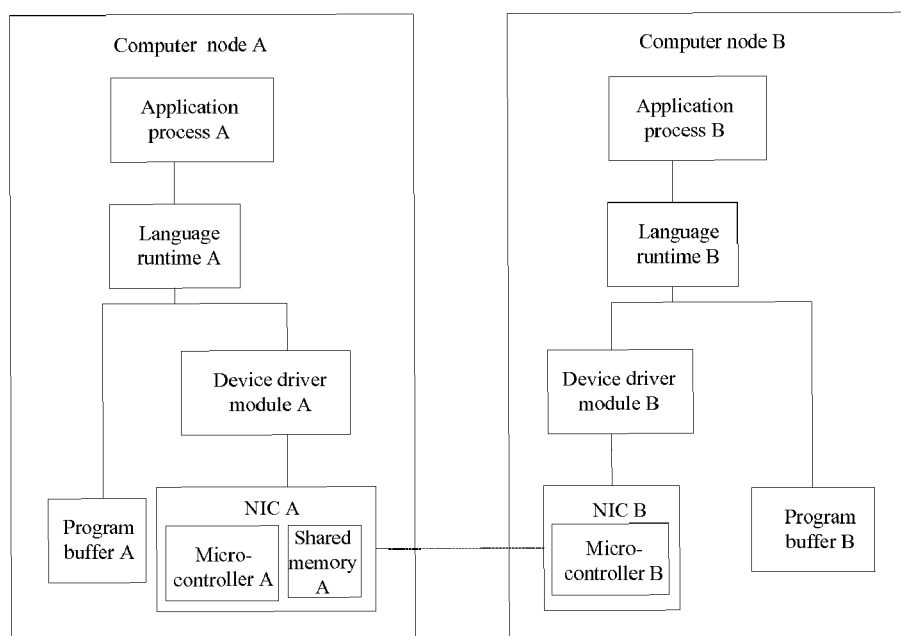 Computer node A
Application
process A
Language
runtime A
Device driver
module A
Program
buffer A
NIC A
Micro-
controller A
Shared
memory
A
Computer node B
Application
process B
Language
runtime B
Device driver
module B
NIC B
Micro-
controller B
Program
buffer B